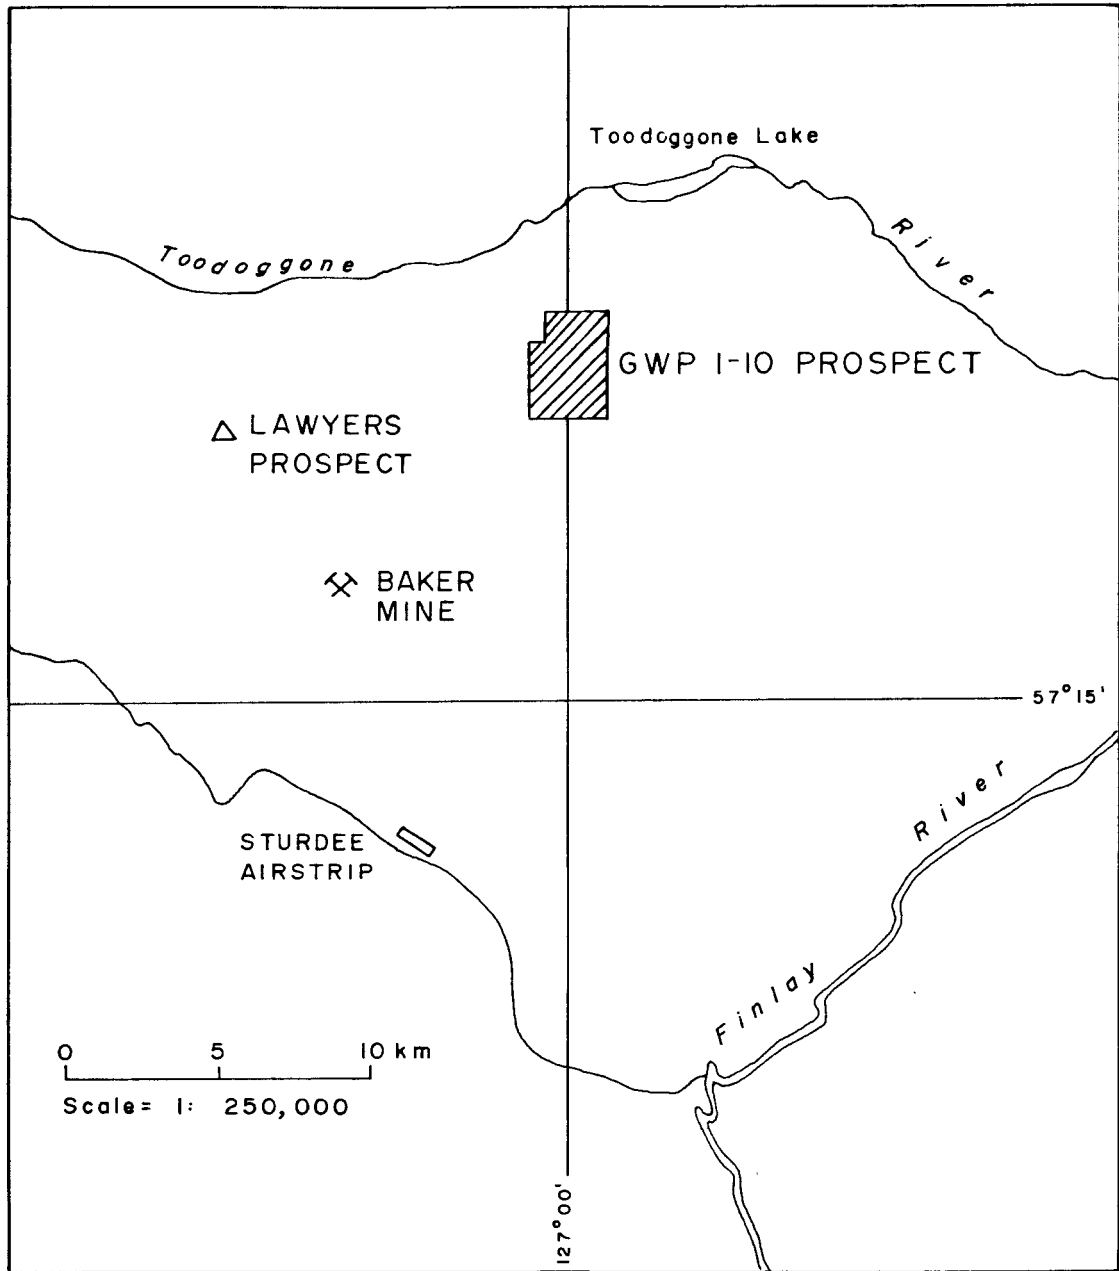 Toodoggone Lake
Toodoggone
River
GWP 1-10 PROSPECT
LAWYERS
PROSPECT
BAKER
MINE
57°15'
River
STURDEE
AIRSTRIP
Finlay
0 5 10 km
Scale= 1: 250,000
127°00'